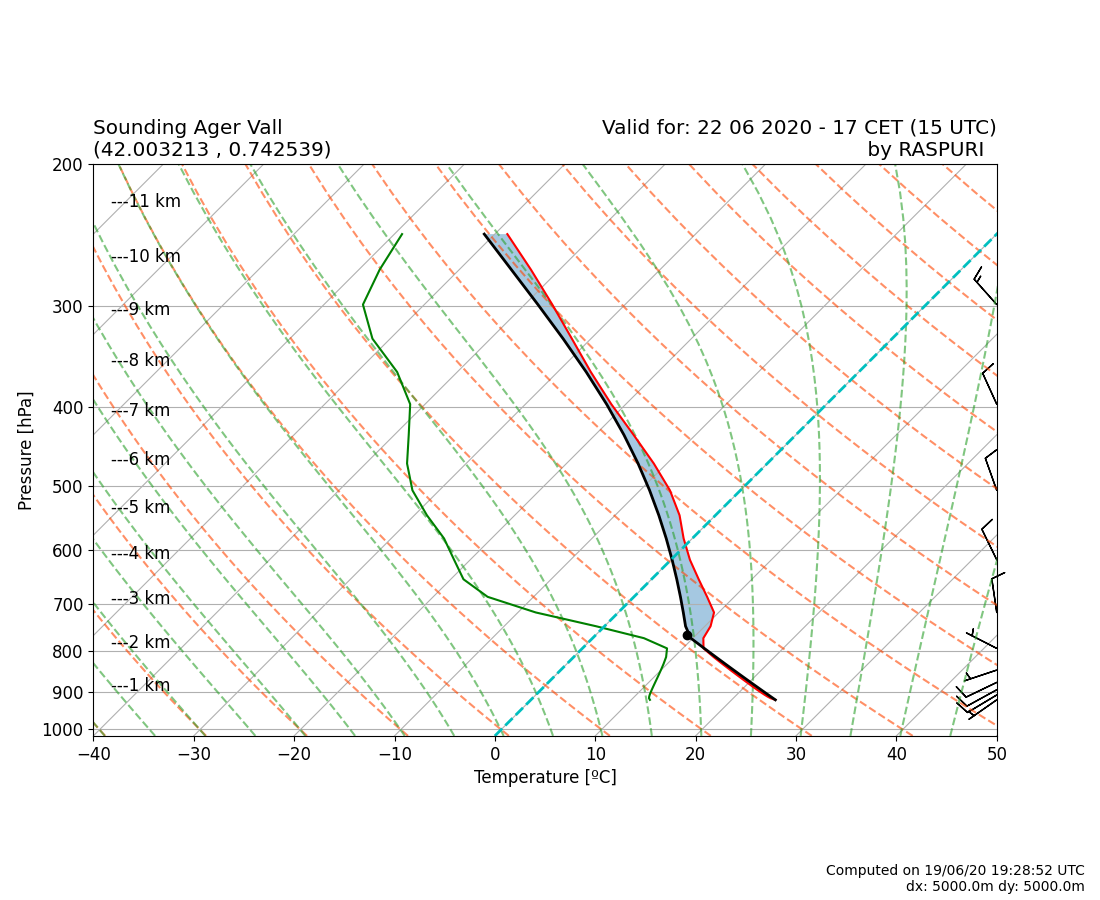 Sounding Ager Vall
(42.003213 , 0.742539)
Valid for: 22 06 2020 - 17 CET (15 UTC)
by RASPURI
200
300
400
500
600
700
800
900
1000
Pressure [hPa]
---11 km
---10 km
---9 km
---8 km
---7 km
---6 km
---5 km
---4 km
---3 km
---2 km
---1 km
−40 −30 −20 −10 0 10 20 30 40 50
Temperature [ºC]
Computed on 19/06/20 19:28:52 UTC
dx: 5000.0m dy: 5000.0m